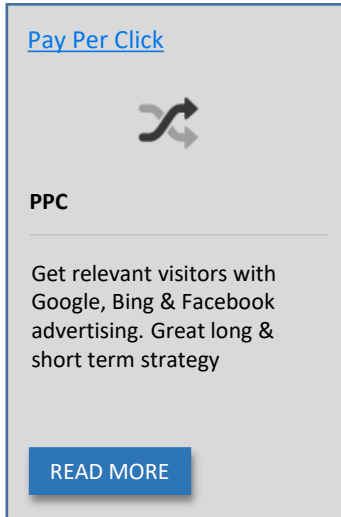 Pay Per Click
PPC
Get relevant visitors with
Google, Bing & Facebook
advertising. Great long &
short term strategy
READ MORE